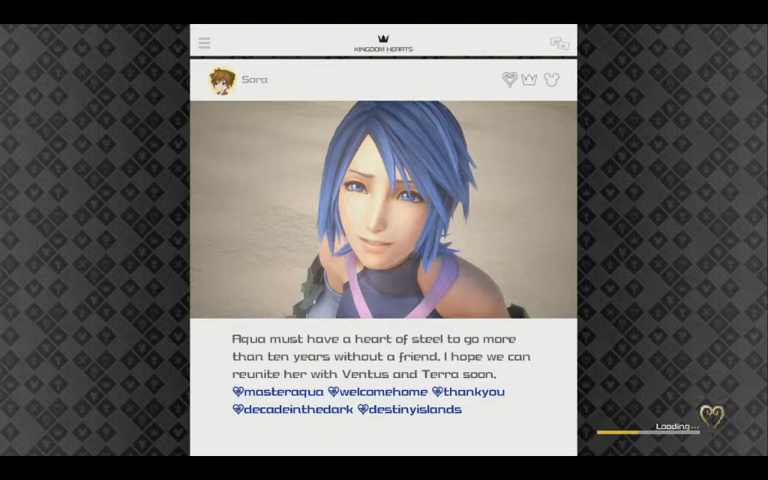 KINGDOM HEARTS
Sora
Aqua must have a heart of steel to go more
than ten years without a friend. I hope we can
reunite her with Ventus and Terra soon.
masteraqua welcomehome thankyou
decadeinthedark destinyislands
Loading...